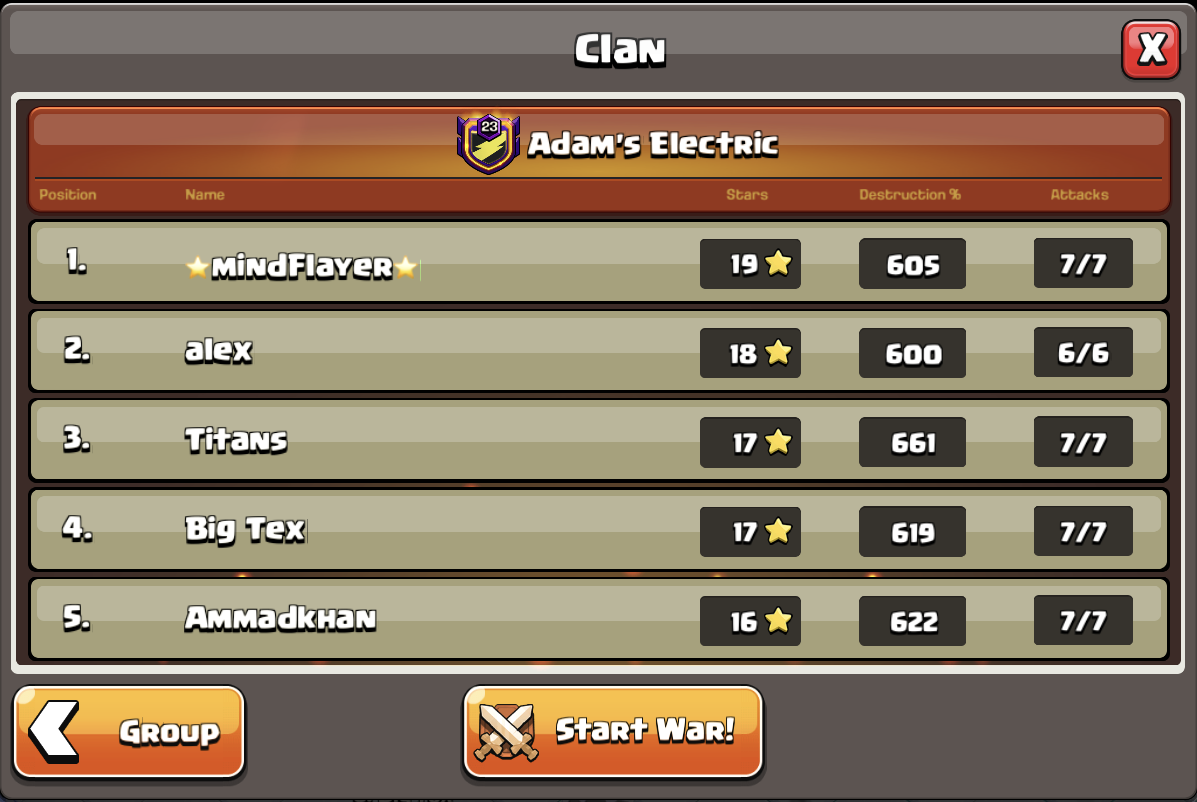 Clan
X
23 Adam's Electric
Position Name Stars Destruction % Attacks
1. ⭐MindFlayer⭐ 19 605 7/7
2. alex 18 600 6/6
3. Titans 17 661 7/7
4. Big Tex 17 619 7/7
5. Ammadkhan 16 622 7/7
Group Start War!